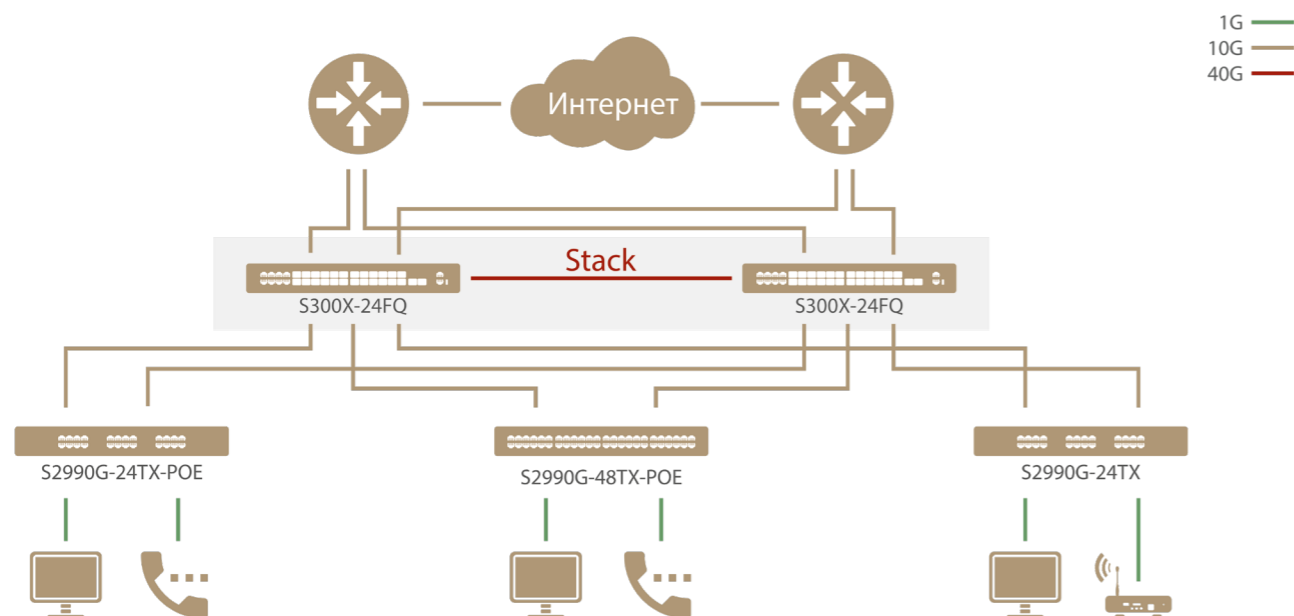 1G
10G
40G
Интернет
Stack
S300X-24FQ
S300X-24FQ
S2990G-24TX-POE
S2990G-48TX-POE
S2990G-24TX